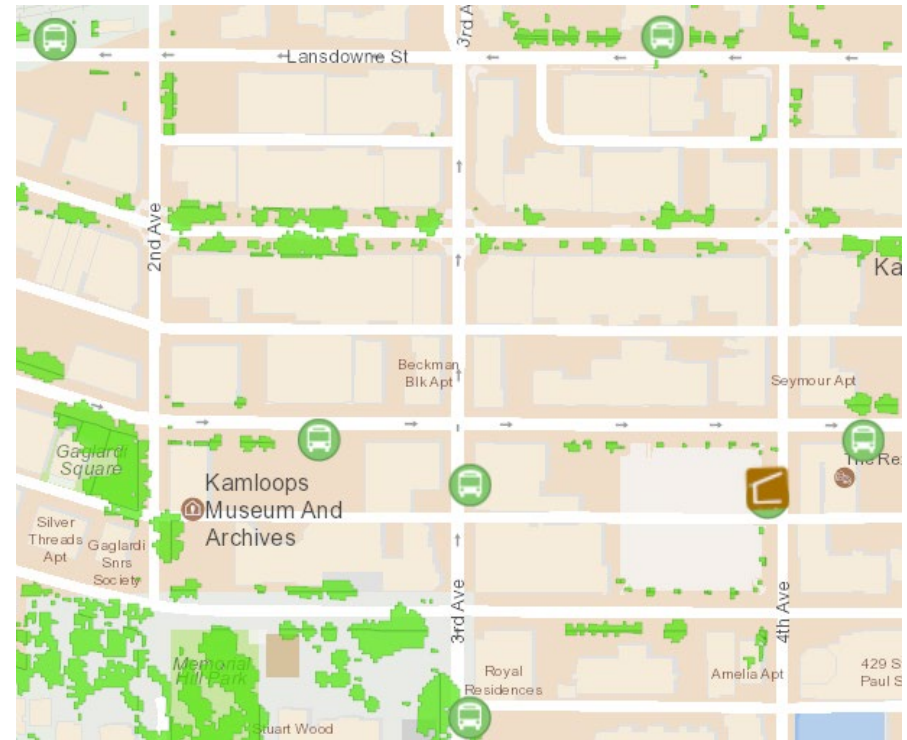 3rd Ave
Lansdowne St
2nd Ave
Ka
Beckman
Blk Apt
Seymour Apt
Gaglardi
Square
The Re
Kamloops
Museum And
Archives
Silver
Threads
Apt
Gaglardi
Snrs
Society
3rd Ave
4th Ave
Memorial
Hill Park
Royal
Residences
Amelia Apt
429 S
Paul S
Stuart Wood